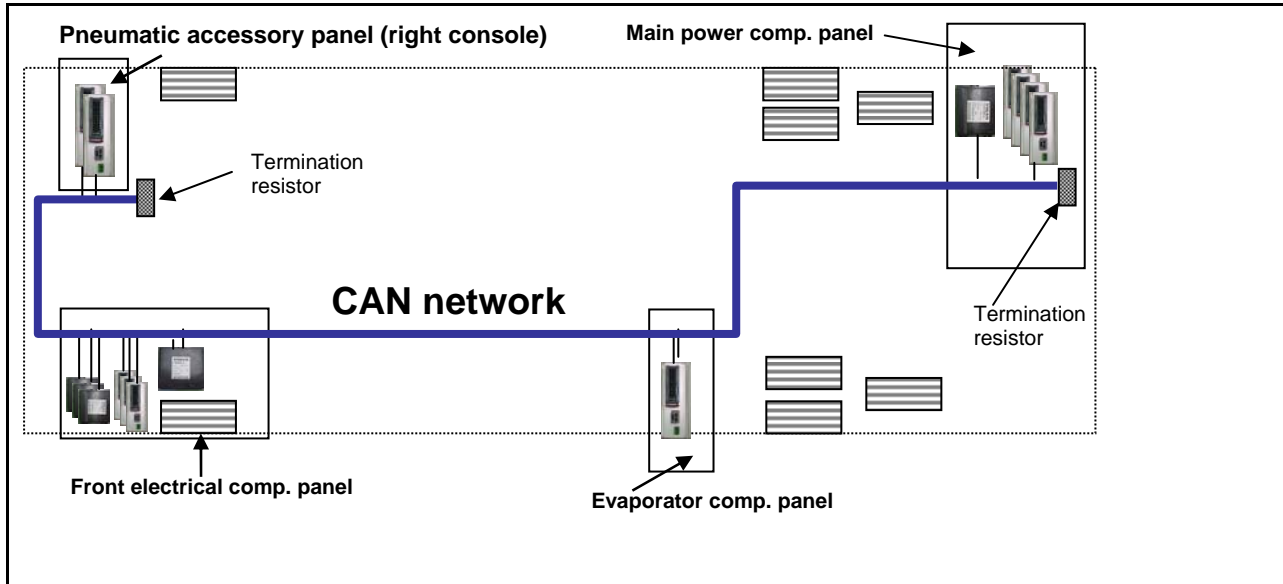 Pneumatic accessory panel (right console)
Main power comp. panel
Termination
resistor
CAN network
Termination
resistor
Front electrical comp. panel
Evaporator comp. panel